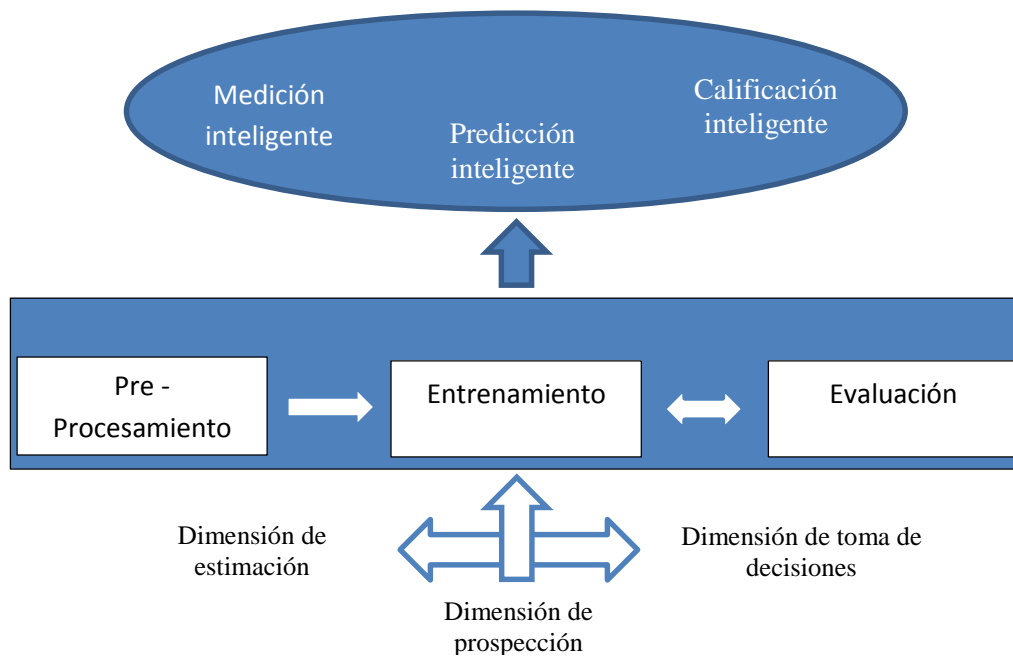 Medición
inteligente
Predicción
inteligente
Calificación
inteligente
Pre -
Procesamiento
Entrenamiento
Evaluación
Dimensión de
estimación
Dimensión de
prospección
Dimensión de toma de
decisiones